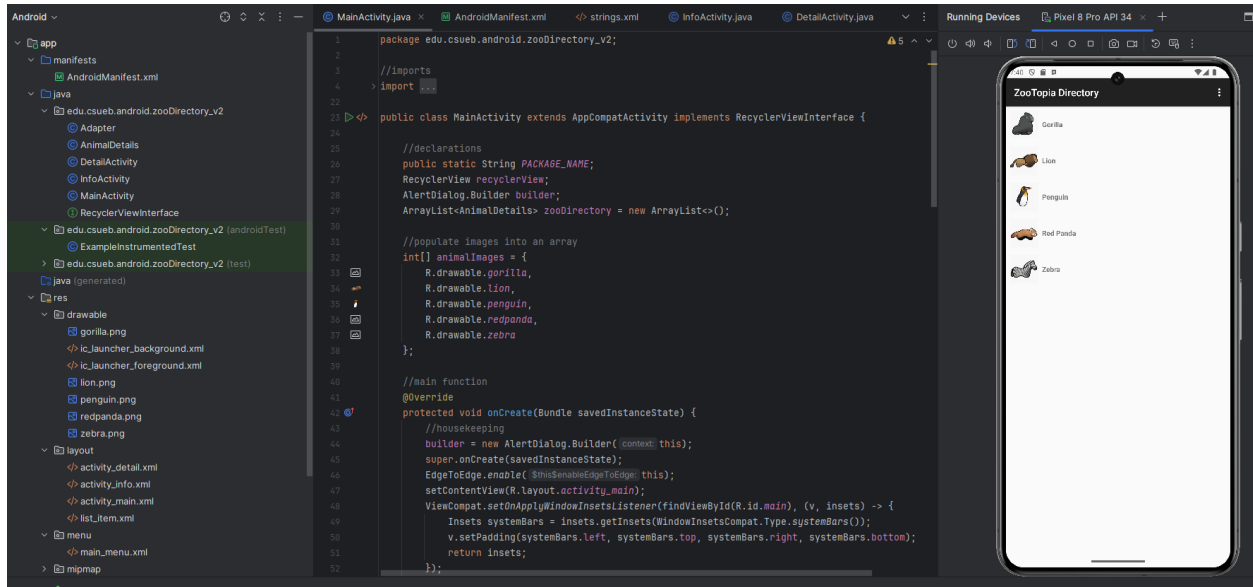 Android
app
manifests
AndroidManifest.xml
java
edu.csueb.android.zooDirectory_v2
Adapter
AnimalDetails
DetailActivity
InfoActivity
MainActivity
RecyclerViewInterface
edu.csueb.android.zooDirectory_v2 (androidTest)
ExampleInstrumentedTest
edu.csueb.android.zooDirectory_v2 (test)
java (generated)
res
drawable
gorilla.png
ic_launcher_background.xml
ic_launcher_foreground.xml
lion.png
penguin.png
redpanda.png
zebra.png
layout
activity_detail.xml
activity_info.xml
activity_main.xml
list_item.xml
menu
main_menu.xml
mipmap
MainActivity.java
AndroidManifest.xml
strings.xml
InfoActivity.java
DetailActivity.java
5
1 package edu.csueb.android.zooDirectory_v2;
2
3 //imports
4 import ...
22
23 public class MainActivity extends AppCompatActivity implements RecyclerViewInterface {
24
25 //declarations
26 public static String PACKAGE_NAME;
27 RecyclerView recyclerView;
28 AlertDialog.Builder builder;
29 ArrayList<AnimalDetails> zooDirectory = new ArrayList<>();
30
31 //populate images into an array
32 int[] animalImages = {
33 R.drawable.gorilla,
34 R.drawable.lion,
35 R.drawable.penguin,
36 R.drawable.redpanda,
37 R.drawable.zebra
38 };
39
40 //main function
41 @Override
42 protected void onCreate(Bundle savedInstanceState) {
43 //housekeeping
44 builder = new AlertDialog.Builder( context: this);
45 super.onCreate(savedInstanceState);
46 EdgeToEdge.enable( $this$enableEdgeToEdge: this);
47 setContentView(R.layout.activity_main);
48 ViewCompat.setOnApplyWindowInsetsListener(findViewById(R.id.main), (v, insets) -> {
49 Insets systemBars = insets.getInsets(WindowInsetsCompat.Type.systemBars());
50 v.setPadding(systemBars.left, systemBars.top, systemBars.right, systemBars.bottom);
51 return insets;
52 });
Running Devices
Pixel 8 Pro API 34
ZooTopia Directory
Gorilla
Lion
Penguin
Red Panda
Zebra